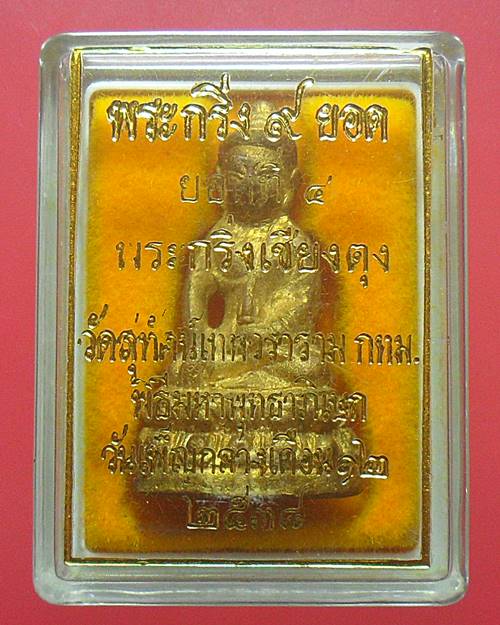 พระกริ่ง ๙ ยอด
ยอดที่ ๔
พระกริ่งเชียงตุง
วัดสุทัศน์เทพวราราม กทม.
พิธีมหาพุทธาภิเษก
วันเพ็ญกลางเดือน ๑๒
๒๕๓๘